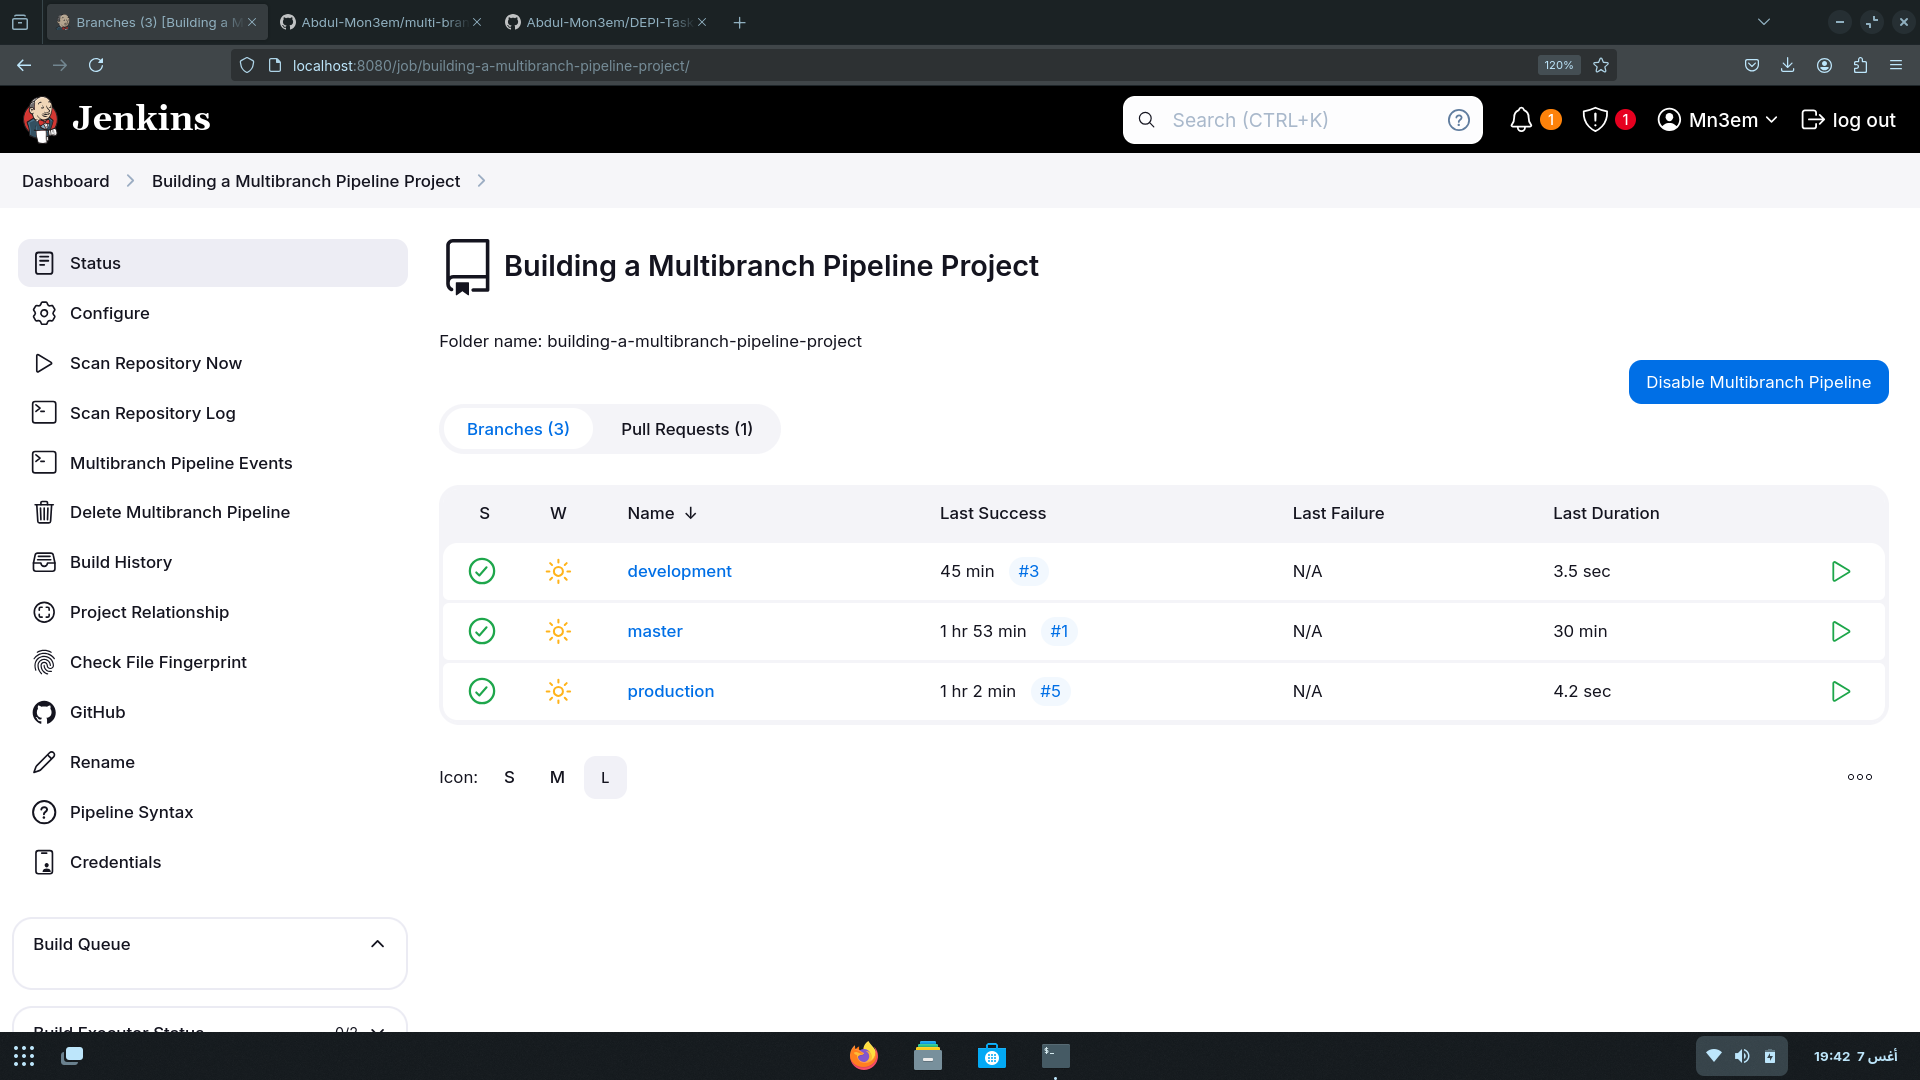 Branches (3) [Building a M
Abdul-Mon3em/multi-bran
Abdul-Mon3em/DEPI-Task
localhost:8080/job/building-a-multibranch-pipeline-project/
120%
Jenkins
Search (CTRL+K)
1
1
Mn3em
log out
Dashboard
Building a Multibranch Pipeline Project
Status
Configure
Scan Repository Now
Scan Repository Log
Multibranch Pipeline Events
Delete Multibranch Pipeline
Build History
Project Relationship
Check File Fingerprint
GitHub
Rename
Pipeline Syntax
Credentials
Build Queue
Build Executor Status
Building a Multibranch Pipeline Project
Folder name: building-a-multibranch-pipeline-project
Disable Multibranch Pipeline
Branches (3) Pull Requests (1)
S W Name ↓ Last Success Last Failure Last Duration
development 45 min #3 N/A 3.5 sec
master 1 hr 53 min #1 N/A 30 min
production 1 hr 2 min #5 N/A 4.2 sec
Icon: S M L
19:42 أغس 7